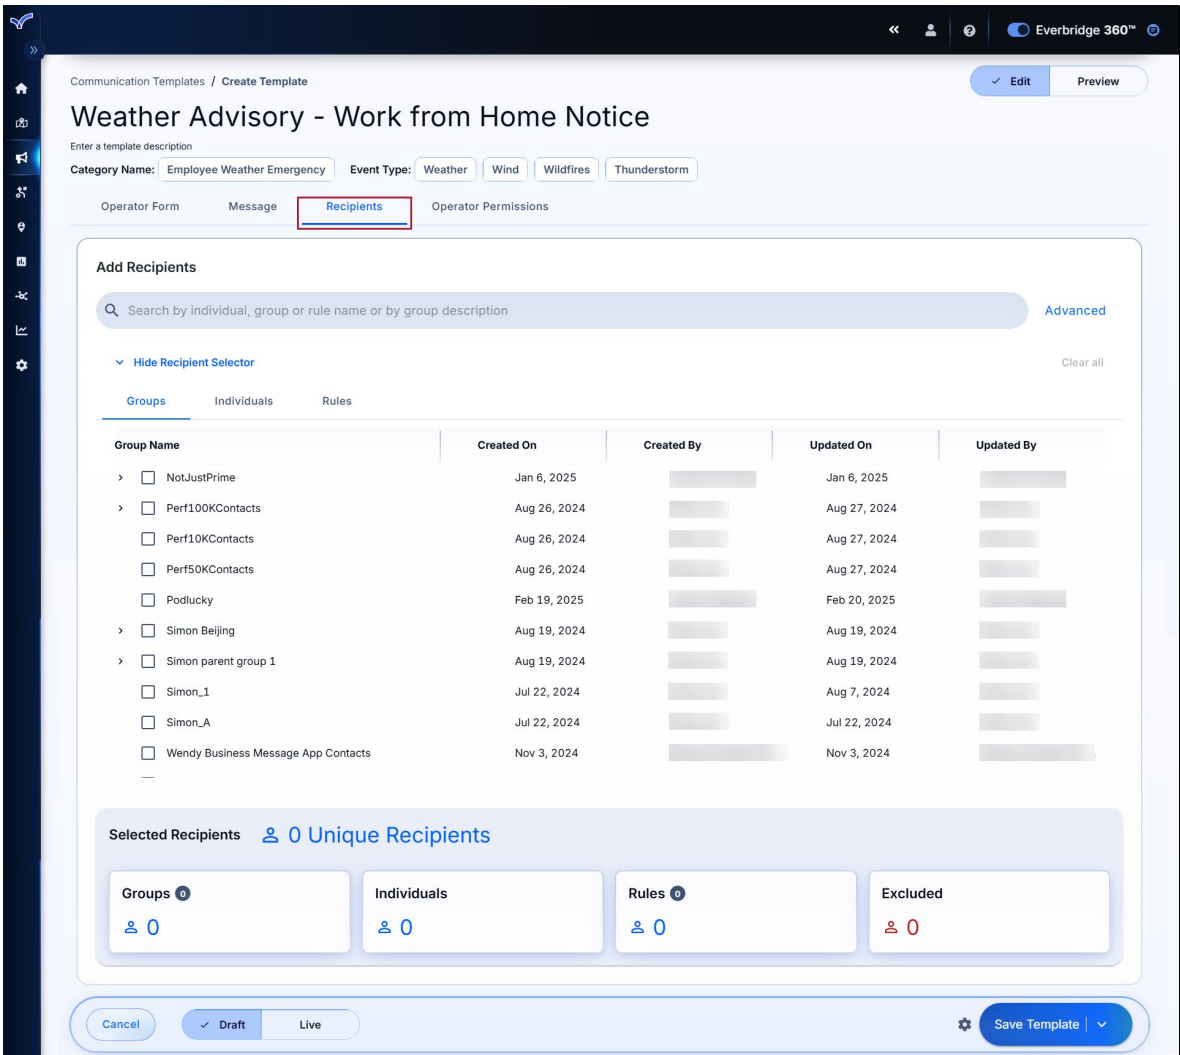 Everbridge 360™
Communication Templates / Create Template
Edit Preview
Weather Advisory - Work from Home Notice
Enter a template description
Category Name: Employee Weather Emergency Event Type: Weather Wind Wildfires Thunderstorm
Operator Form Message Recipients Operator Permissions
Add Recipients
Search by individual, group or rule name or by group description Advanced
Hide Recipient Selector Clear all
Groups Individuals Rules
Group Name Created On Created By Updated On Updated By
NotJustPrime Jan 6, 2025 Jan 6, 2025
Perf100KContacts Aug 26, 2024 Aug 27, 2024
Perf10KContacts Aug 26, 2024 Aug 27, 2024
Perf50KContacts Aug 26, 2024 Aug 27, 2024
Podlucky Feb 19, 2025 Feb 20, 2025
Simon Beijing Aug 19, 2024 Aug 19, 2024
Simon parent group 1 Aug 19, 2024 Aug 19, 2024
Simon_1 Jul 22, 2024 Aug 7, 2024
Simon_A Jul 22, 2024 Jul 22, 2024
Wendy Business Message App Contacts Nov 3, 2024 Nov 3, 2024
Selected Recipients 0 Unique Recipients
Groups 0 Individuals Rules 0 Excluded
0 0 0 0
Cancel Draft Live Save Template